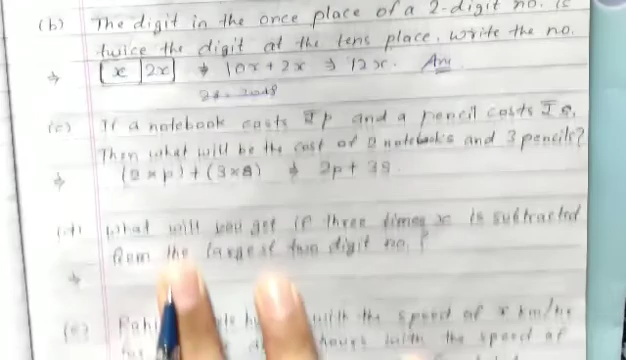 (b) The digit in the once place of a 2-digit no. is
twice the digit at the tens place. write the no.
⇒ x | 2x → 10x + 2x ⇒ 12x. Ans
(c) If a notebook costs ₹p and a pencil costs ₹8,
Then what will be the cost of 2 notebooks and 3 pencils?
⇒ (2×p) + (3×8) ⇒ 2p + 38
(d) What will you get if three times x is subtracted
from the largest two digit no. ?
⇒
(e) with the speed of x km/hr
with the speed of